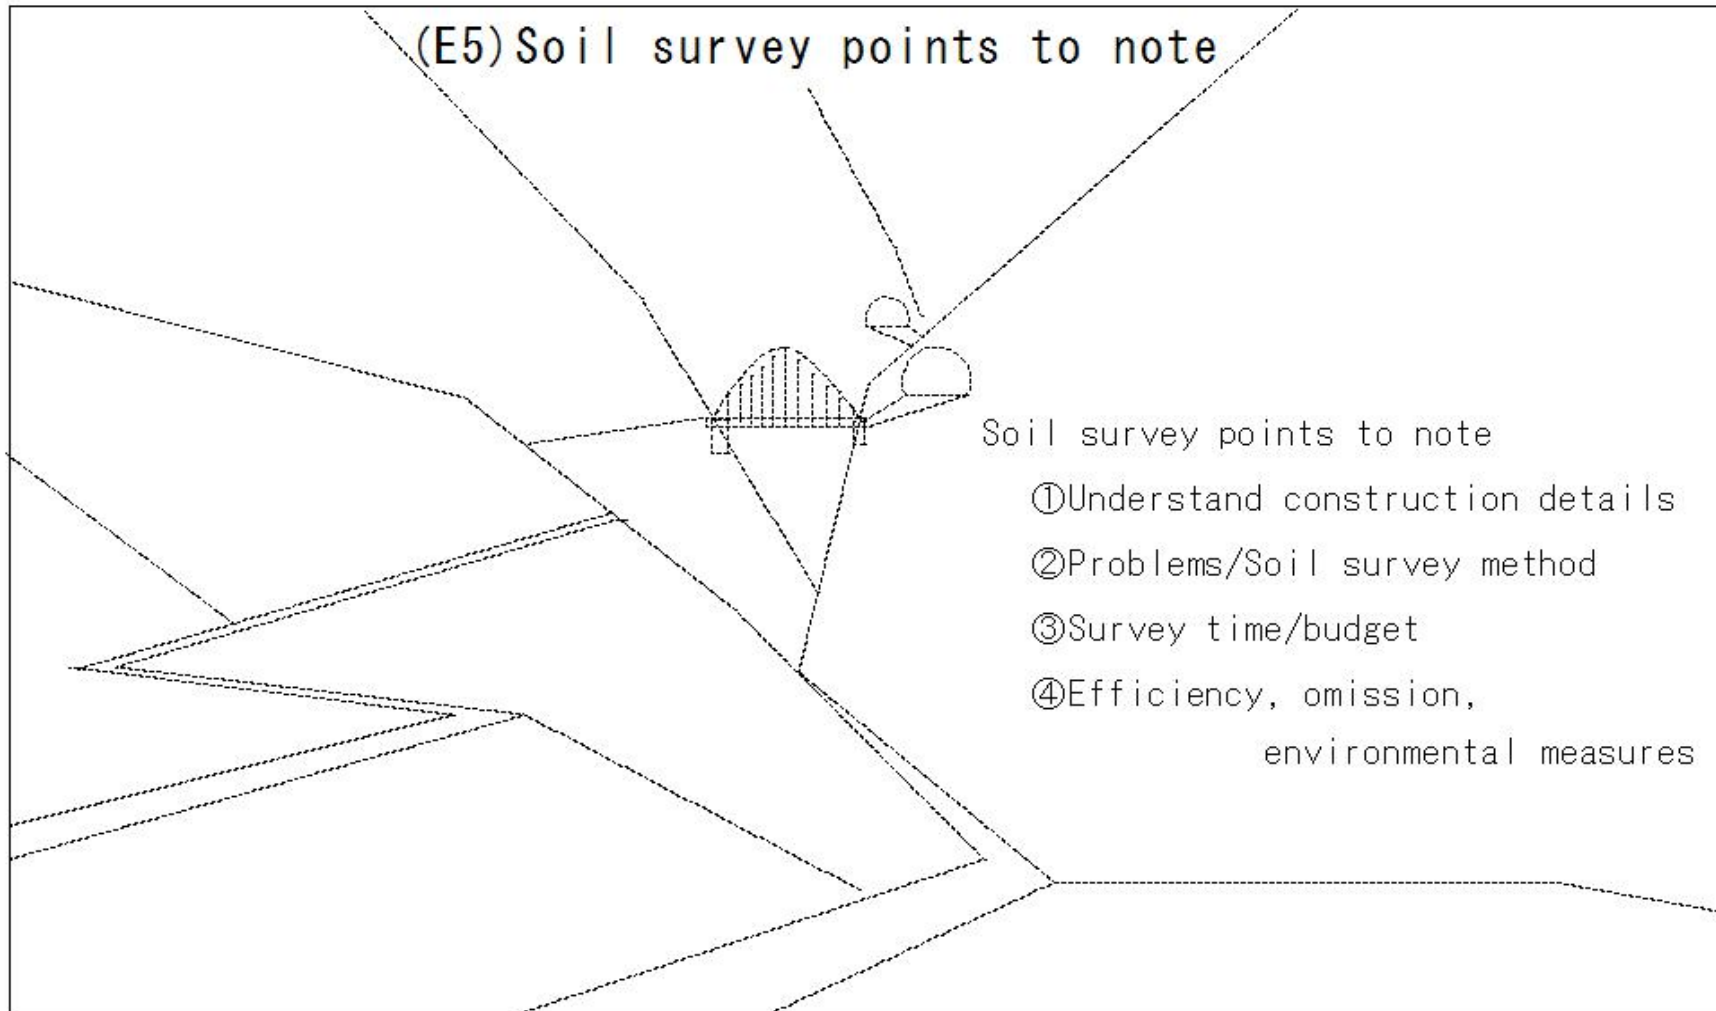 (E5)Soil survey points to note
Soil survey points to note
①Understand construction details
②Problems/Soil survey method
③Survey time/budget
④Efficiency, omission,
environmental measures